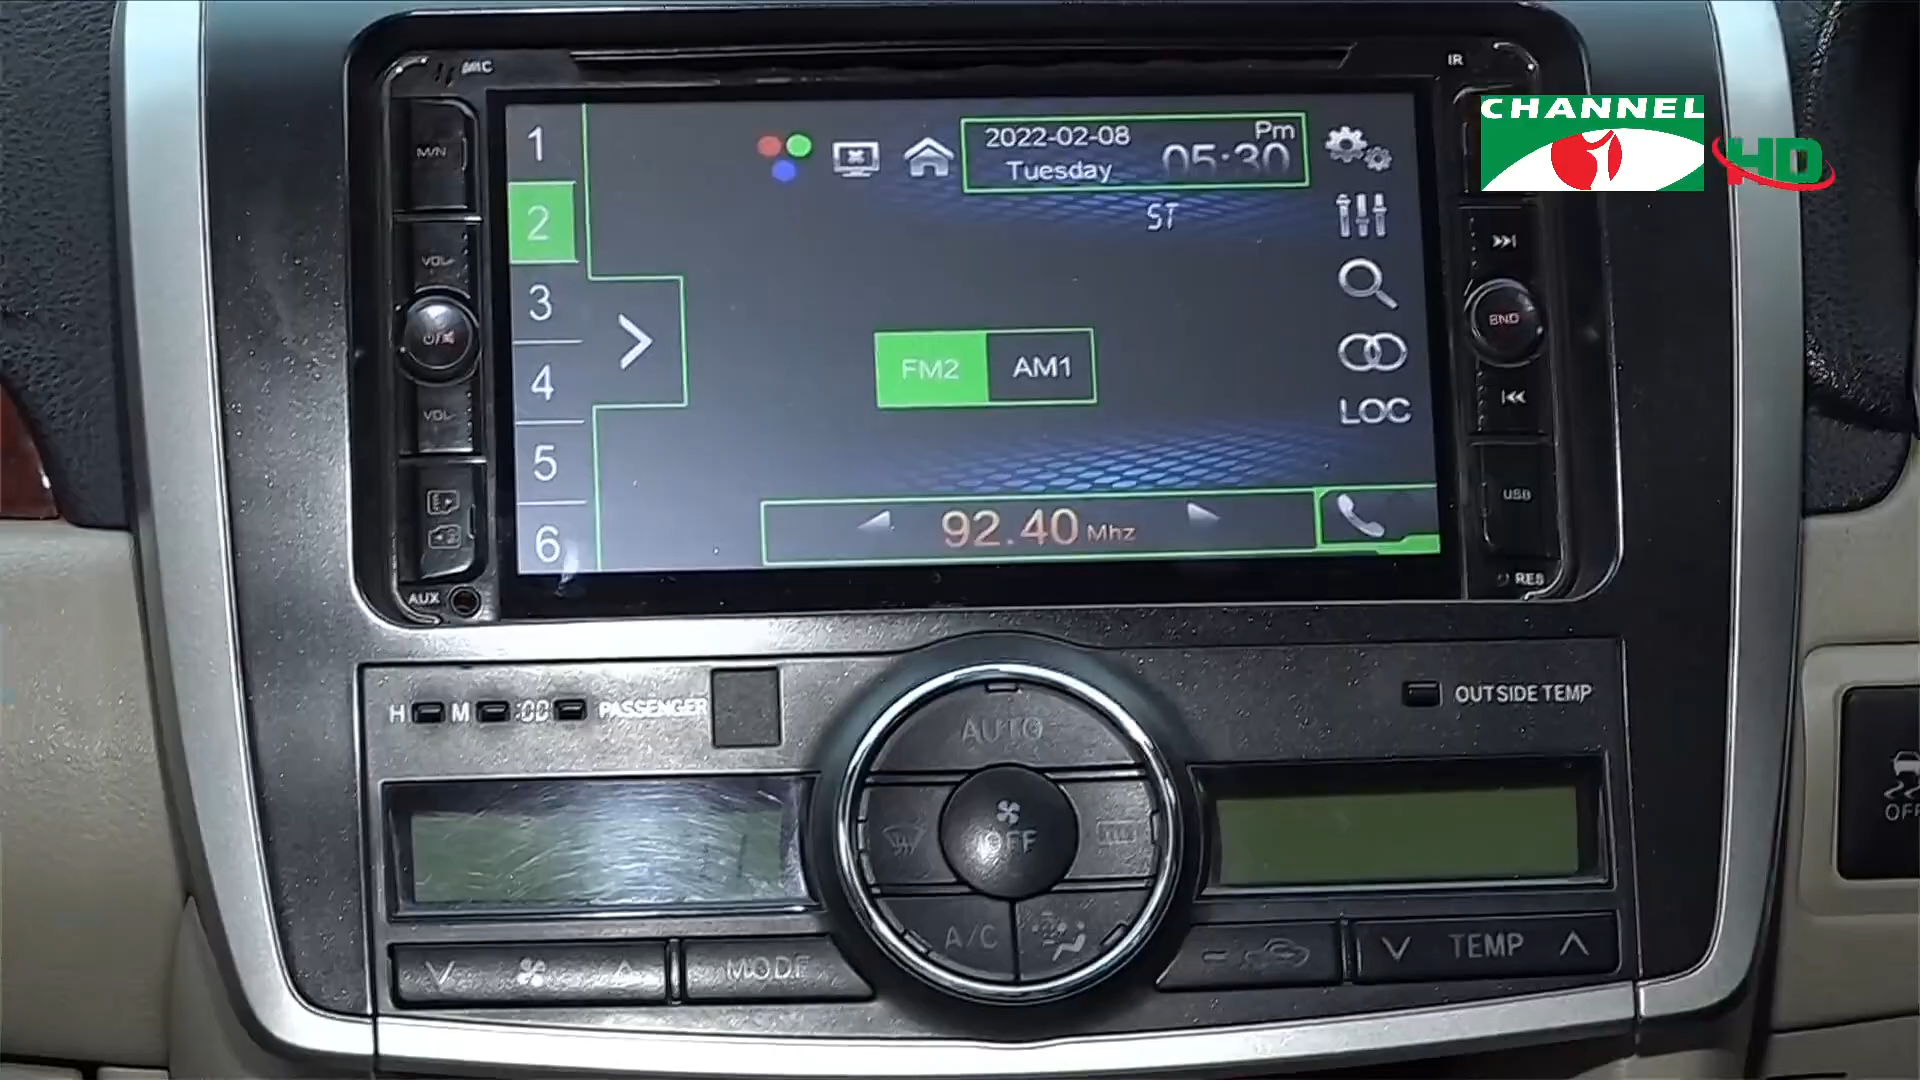 MIC
IR
CHANNEL
i
HD
M/N
1
2
3
4
5
6
2022-02-08
Pm
Tuesday
05:30
ST
VOL+
VOL-
BND
FM2
AM1
LOC
92.40 Mhz
USB
AUX
RES
H
M
:00
PASSENGER
OUTSIDE TEMP
AUTO
OFF
A/C
MODE
TEMP
OFF